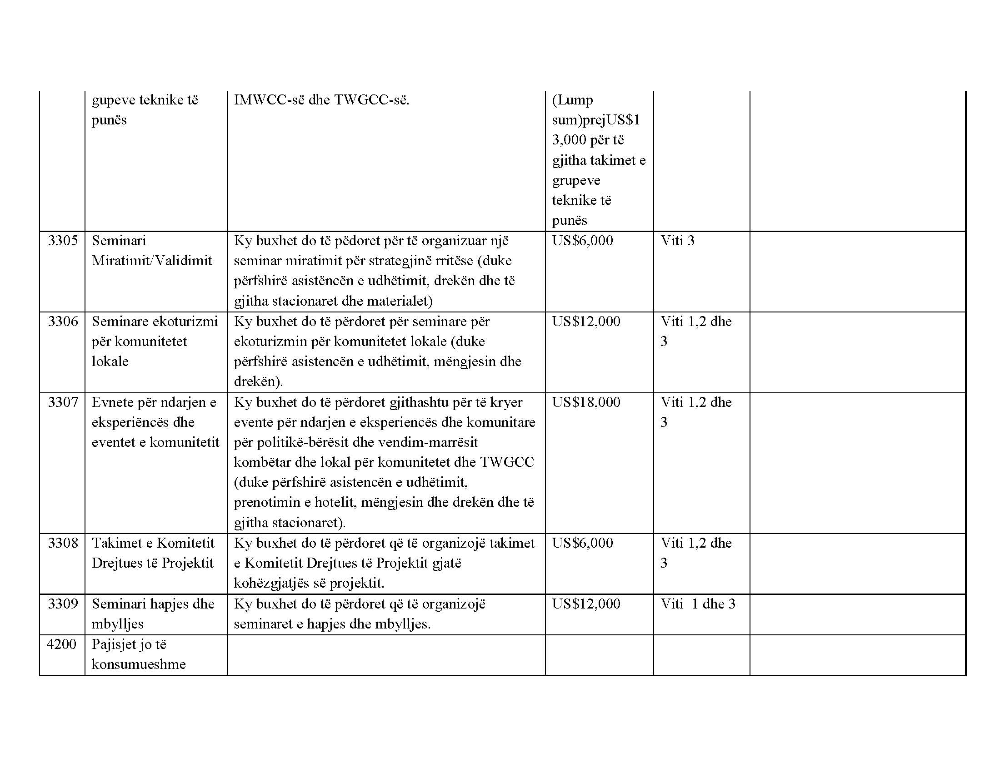 gupeve teknike të
punës
IMWCC-së dhe TWGCC-së.
(Lump
sum)prejUS$1
3,000 për të
gjitha takimet e
grupeve
teknike të
punës
3305
Seminari
Miratimit/Validimit
Ky buxhet do të pëdoret për të organizuar një
seminar miratimit për strategjinë rritëse (duke
përfshirë asistëncën e udhëtimit, drekën dhe të
gjitha stacionaret dhe materialet)
US$6,000
Viti 3
3306
Seminare ekoturizmi
për komunitetet
lokale
Ky buxhet do të përdoret për seminare për
ekoturizmin për komunitetet lokale (duke
përfshirë asistencën e udhëtimit, mëngjesin dhe
drekën).
US$12,000
Viti 1,2 dhe
3
3307
Evnete për ndarjen e
eksperiëncës dhe
eventet e komunitetit
Ky buxhet do të përdoret gjithashtu për të kryer
evente për ndarjen e eksperiencës dhe komunitare
për politikë-bërësit dhe vendim-marrësit
kombëtar dhe lokal për komunitetet dhe TWGCC
(duke përfshirë asistencën e udhëtimit,
prenotimin e hotelit, mëngjesin dhe drekën dhe të
gjitha stacionaret).
US$18,000
Viti 1,2 dhe
3
3308
Takimet e Komitetit
Drejtues të Projektit
Ky buxhet do të përdoret që të organizojë takimet
e Komitetit Drejtues të Projektit gjatë
kohëzgjatjës së projektit.
US$6,000
Viti 1,2 dhe
3
3309
Seminari hapjes dhe
mbylljes
Ky buxhet do të përdoret që të organizojë
seminaret e hapjes dhe mbylljes.
US$12,000
Viti  1 dhe 3
4200
Pajisjet jo të
konsumueshme